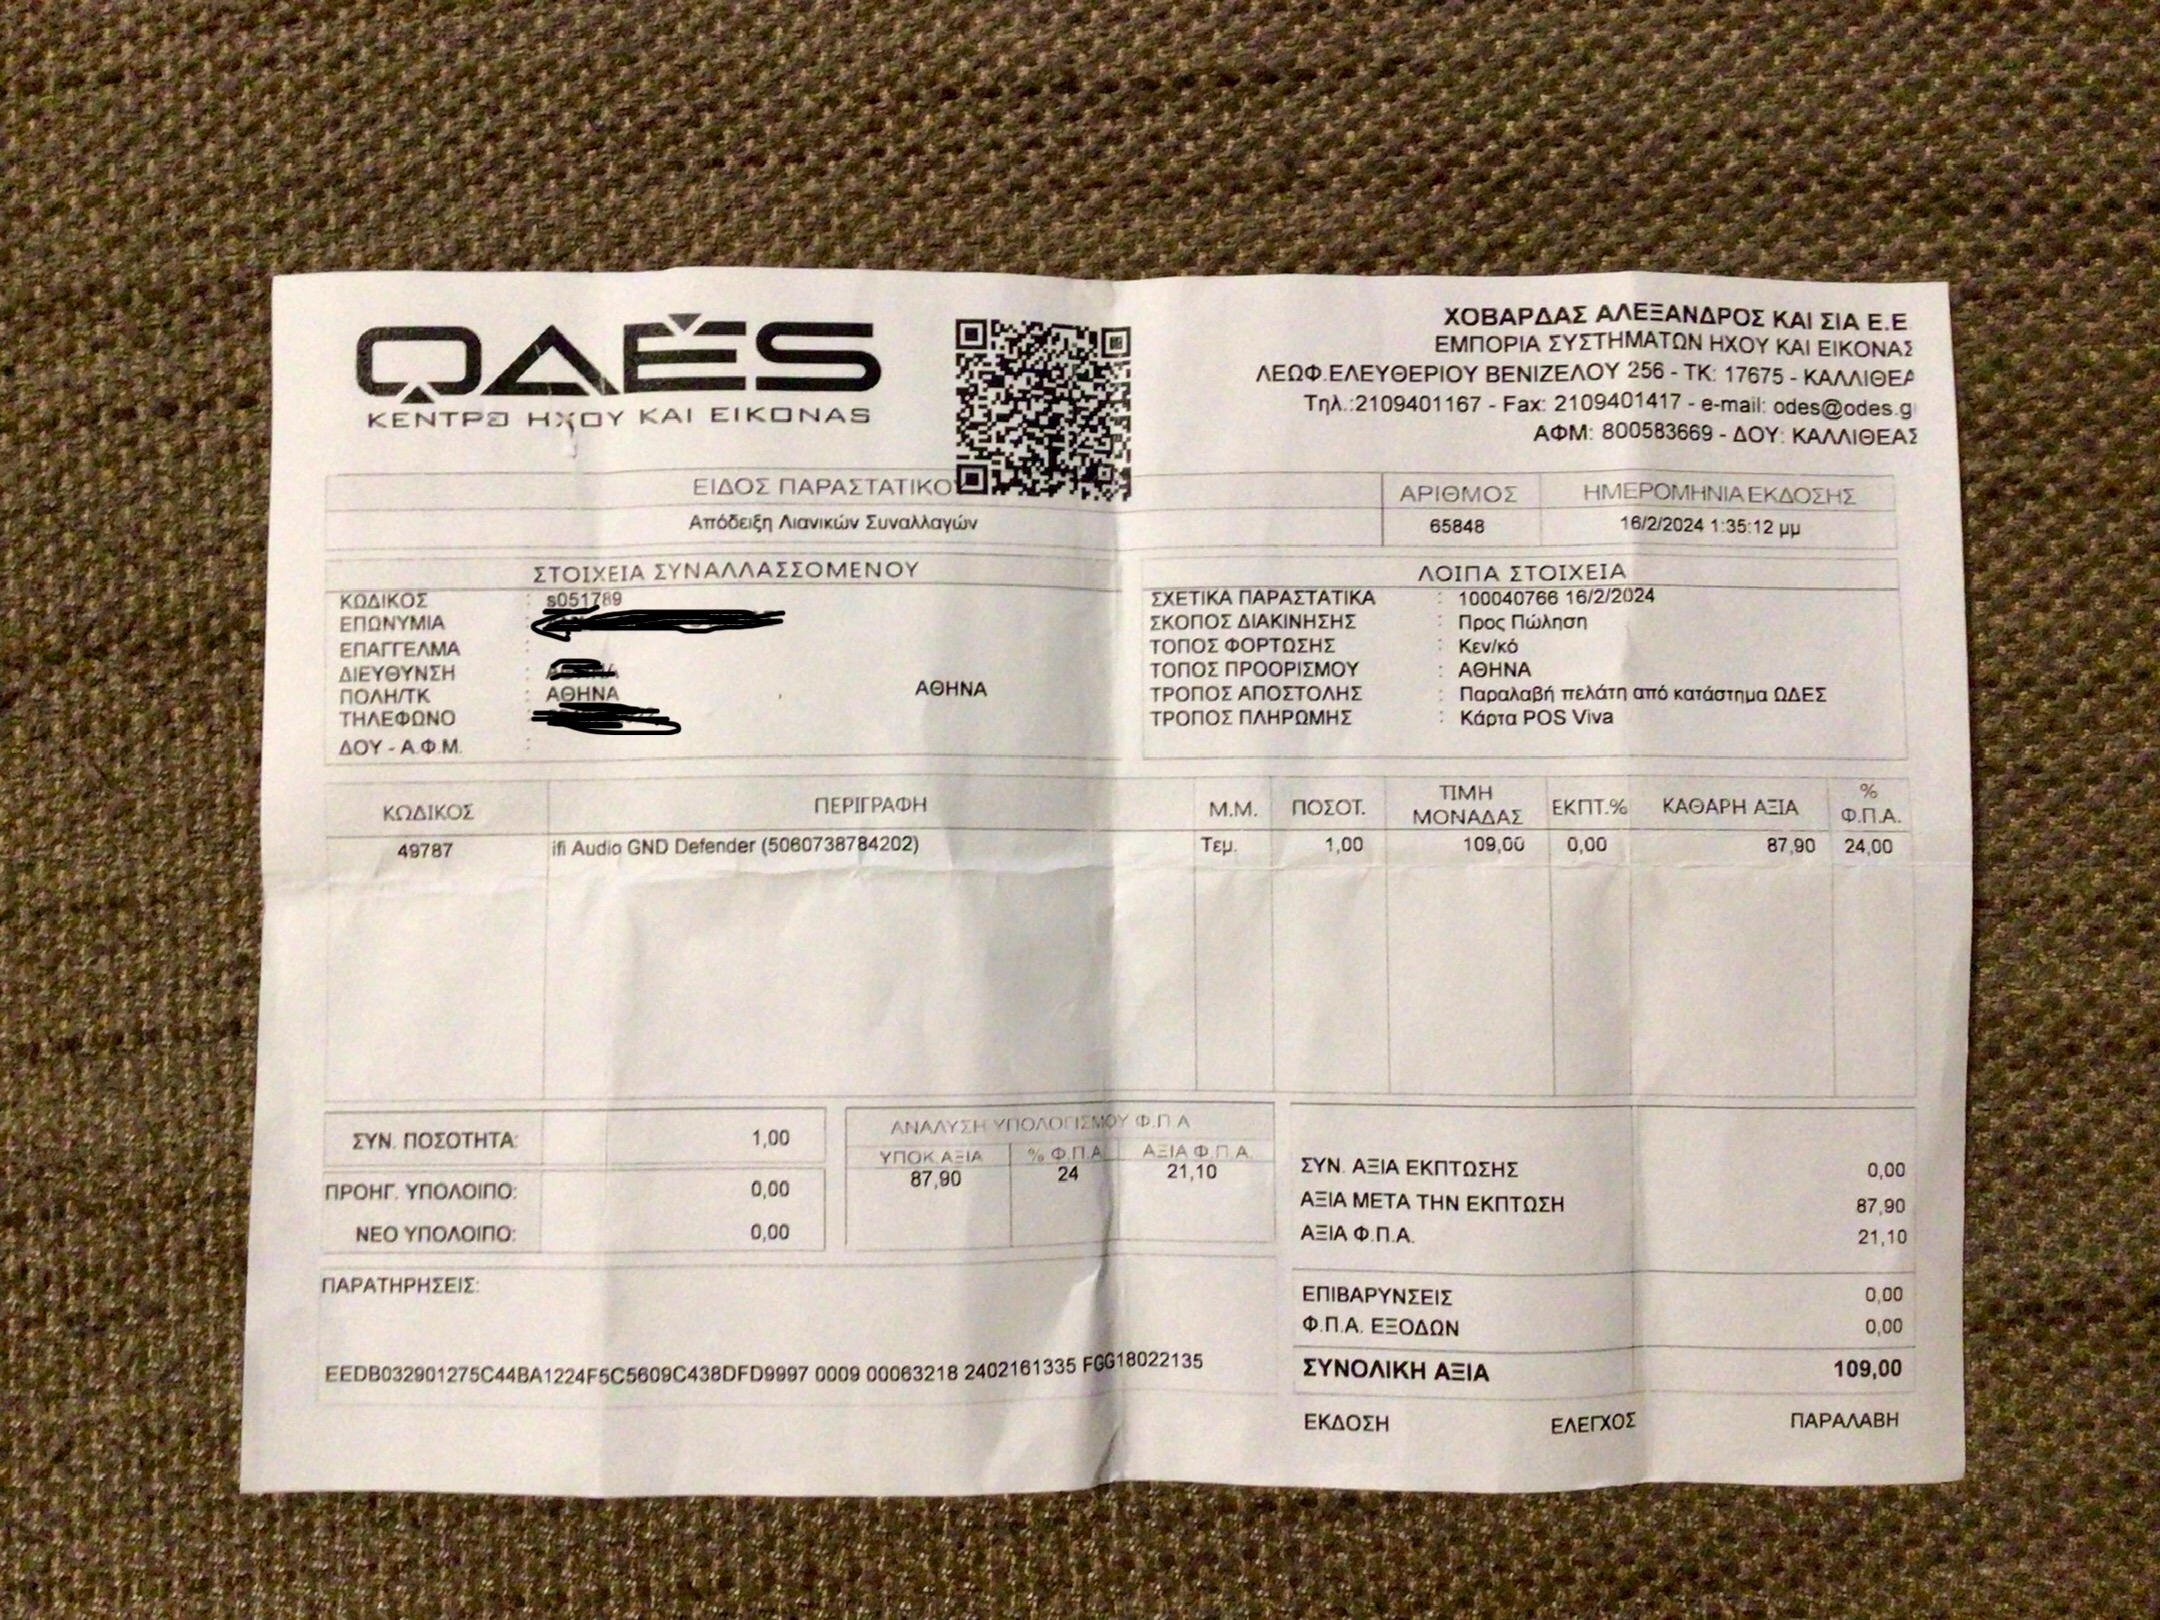 ΩΔΕS
ΚΕΝΤΡΟ ΗΧΟΥ ΚΑΙ ΕΙΚΟΝΑS
ΧΟΒΑΡΔΑΣ ΑΛΕΞΑΝΔΡΟΣ ΚΑΙ ΣΙΑ Ε.Ε
ΕΜΠΟΡΙΑ ΣΥΣΤΗΜΑΤΩΝ ΗΧΟΥ ΚΑΙ ΕΙΚΟΝΑΣ
ΛΕΩΦ.ΕΛΕΥΘΕΡΙΟΥ ΒΕΝΙΖΕΛΟΥ 256 - ΤΚ: 17675 - ΚΑΛΛΙΘΕΑ
Τηλ.:2109401167 - Fax: 2109401417 - e-mail: odes@odes.g
ΑΦΜ: 800583669 - ΔΟΥ: ΚΑΛΛΙΘΕΑΣ
ΕΙΔΟΣ ΠΑΡΑΣΤΑΤΙΚΟ ΑΡΙΘΜΟΣ ΗΜΕΡΟΜΗΝΙΑ ΕΚΔΟΣΗΣ
Απόδειξη Λιανικών Συναλλαγών 65848 16/2/2024 1:35:12 μμ
ΣΤΟΙΧΕΙΑ ΣΥΝΑΛΛΑΣΣΟΜΕΝΟΥ
ΚΩΔΙΚΟΣ : s051789
ΕΠΩΝΥΜΙΑ :
ΕΠΑΓΓΕΛΜΑ :
ΔΙΕΥΘΥΝΣΗ :
ΠΟΛΗ/ΤΚ : ΑΘΗΝΑ ΑΘΗΝΑ
ΤΗΛΕΦΩΝΟ :
ΔΟΥ - Α.Φ.Μ. :
ΛΟΙΠΑ ΣΤΟΙΧΕΙΑ
ΣΧΕΤΙΚΑ ΠΑΡΑΣΤΑΤΙΚΑ : 100040766 16/2/2024
ΣΚΟΠΟΣ ΔΙΑΚΙΝΗΣΗΣ : Προς Πώληση
ΤΟΠΟΣ ΦΟΡΤΩΣΗΣ : Κεν/κό
ΤΟΠΟΣ ΠΡΟΟΡΙΣΜΟΥ : ΑΘΗΝΑ
ΤΡΟΠΟΣ ΑΠΟΣΤΟΛΗΣ : Παραλαβή πελάτη από κατάστημα ΩΔΕΣ
ΤΡΟΠΟΣ ΠΛΗΡΩΜΗΣ : Κάρτα POS Viva
ΚΩΔΙΚΟΣ ΠΕΡΙΓΡΑΦΗ Μ.Μ. ΠΟΣΟΤ. ΤΙΜΗ ΜΟΝΑΔΑΣ ΕΚΠΤ.% ΚΑΘΑΡΗ ΑΞΙΑ % Φ.Π.Α.
49787 ifi Audio GND Defender (5060738784202) Τεμ. 1,00 109,00 0,00 87,90 24,00
ΣΥΝ. ΠΟΣΟΤΗΤΑ: 1,00
ΠΡΟΗΓ. ΥΠΟΛΟΙΠΟ: 0,00
ΝΕΟ ΥΠΟΛΟΙΠΟ: 0,00
ΑΝΑΛΥΣΗ ΥΠΟΛΟΓΙΣΜΟΥ Φ.Π.Α
ΥΠΟΚ.ΑΞΙΑ % Φ.Π.Α ΑΞΙΑ Φ.Π.Α.
87,90 24 21,10
ΣΥΝ. ΑΞΙΑ ΕΚΠΤΩΣΗΣ 0,00
ΑΞΙΑ ΜΕΤΑ ΤΗΝ ΕΚΠΤΩΣΗ 87,90
ΑΞΙΑ Φ.Π.Α. 21,10
ΕΠΙΒΑΡΥΝΣΕΙΣ 0,00
Φ.Π.Α. ΕΞΟΔΩΝ 0,00
ΣΥΝΟΛΙΚΗ ΑΞΙΑ 109,00
ΠΑΡΑΤΗΡΗΣΕΙΣ:
EEDB032901275C44BA1224F5C5609C438DFD9997 0009 00063218 2402161335 FGG18022135
ΕΚΔΟΣΗ ΕΛΕΓΧΟΣ ΠΑΡΑΛΑΒΗ